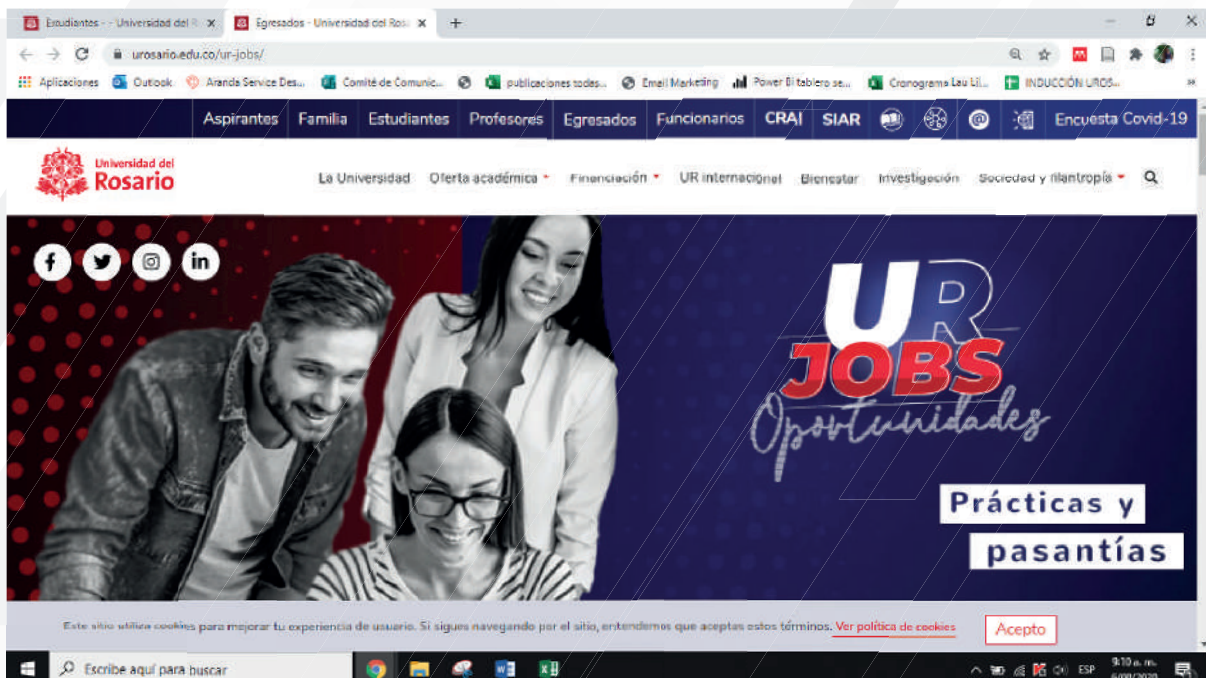 Estudiantes - - Universidad del R
Egresados - Universidad del Ros
urosario.edu.co/ur-jobs/
Aplicaciones
Outlook
Aranda Service Des...
Comité de Comunic...
publicaciones todas...
Email Marketing
Power Bi tablero se...
Cronograma Lau Lil...
INDUCCIÓN UROS...
Aspirantes Familia Estudiantes Profesores Egresados Funcionarios CRAI SIAR Encuesta Covid-19
Universidad del
Rosario
La Universidad Oferta académica Financiación UR internacional Bienestar Investigación Sociedad y filantropía
UR
JOBS
Oportunidades
Prácticas y
pasantías
Este sitio utiliza cookies para mejorar tu experiencia de usuario. Si sigues navegando por el sitio, entendemos que aceptas estos términos. Ver política de cookies
Acepto
Escribe aquí para buscar
ESP
9:10 a. m.
6/08/2020